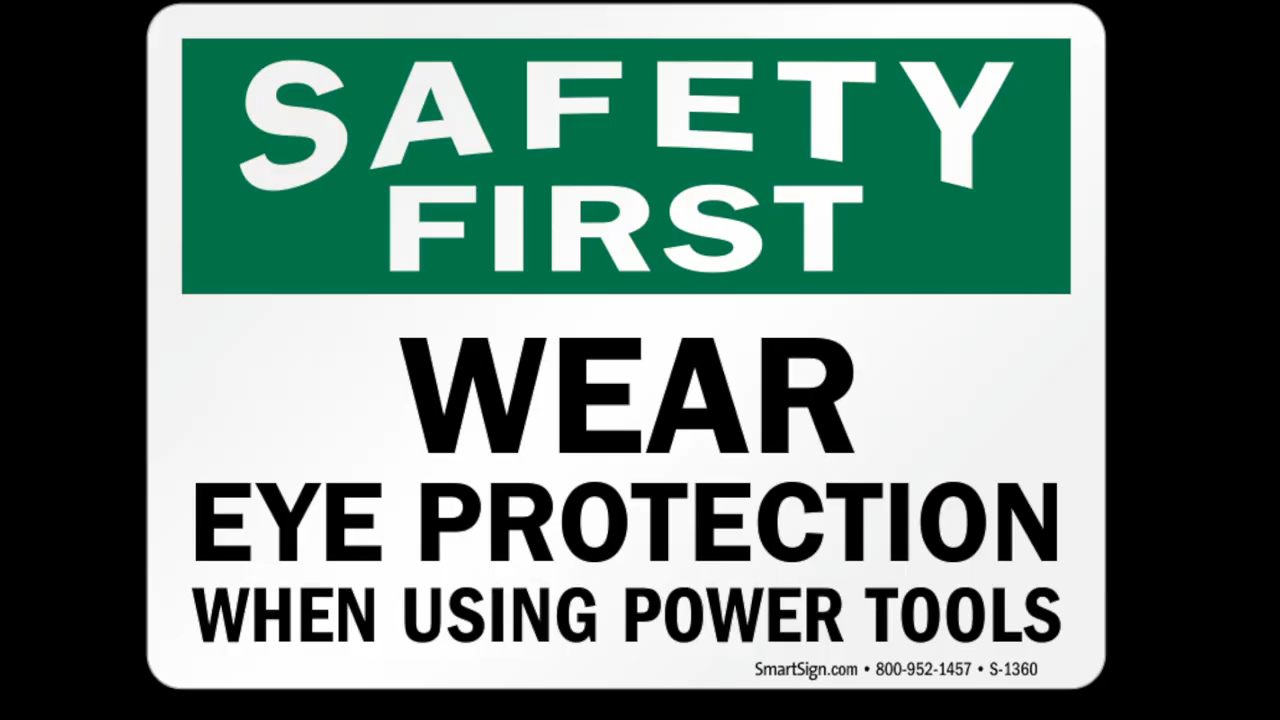 SAFETY
FIRST
WEAR
EYE PROTECTION
WHEN USING POWER TOOLS
SmartSign.com • 800-952-1457 • S-1360